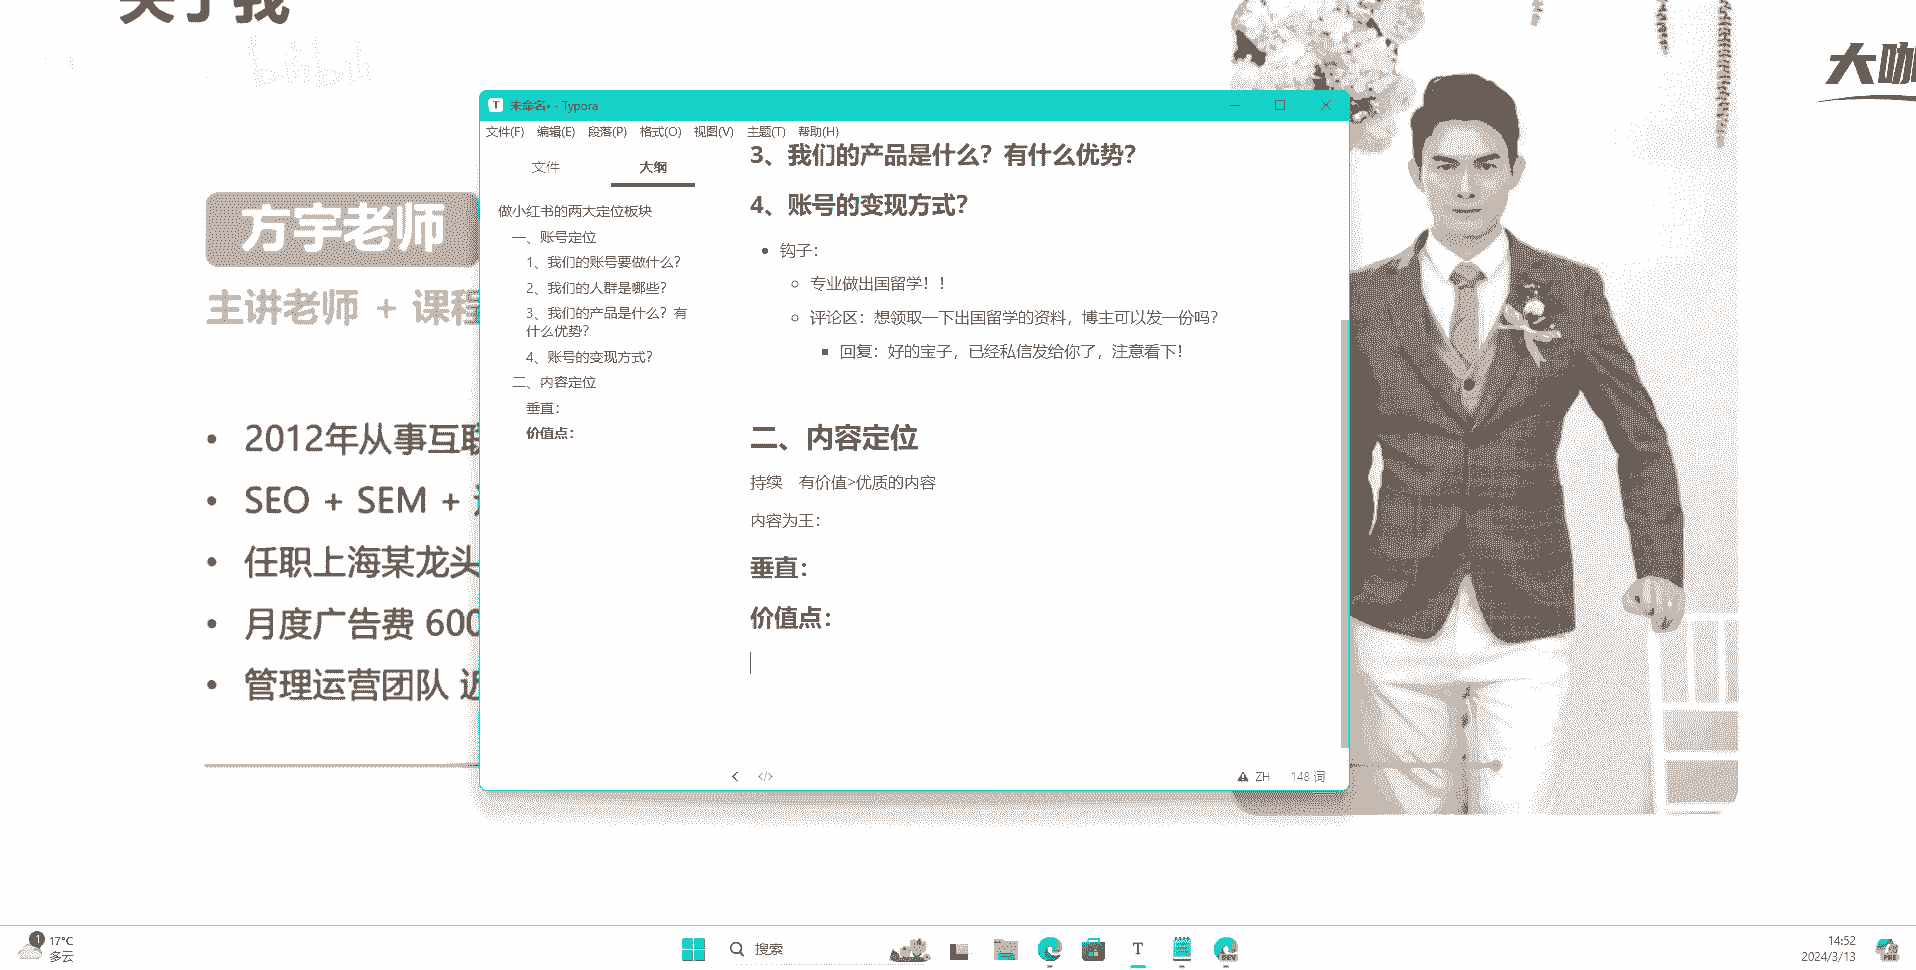 关于我
bilibili
大咖
未命名• - Typora
文件(F) 编辑(E) 段落(P) 格式(O) 视图(V) 主题(T) 帮助(H)
文件 大纲
做小红书的两大定位板块
一、账号定位
1、我们的账号要做什么？
2、我们的人群是哪些？
3、我们的产品是什么？有
什么优势？
4、账号的变现方式？
二、内容定位
垂直：
价值点：
3、我们的产品是什么？有什么优势？
4、账号的变现方式？
钩子：
专业做出国留学！！
评论区：想领取一下出国留学的资料，博主可以发一份吗？
回复：好的宝子，已经私信发给你了，注意看下！
二、内容定位
持续 有价值>优质的内容
内容为王：
垂直：
价值点：
ZH 148 词
方宇老师
主讲老师 + 课程
• 2012年从事互联
• SEO + SEM +
• 任职上海某龙头
• 月度广告费 600
• 管理运营团队 近
1
17°C
多云
搜索
T
DEV
14:52
2024/3/13
PRE